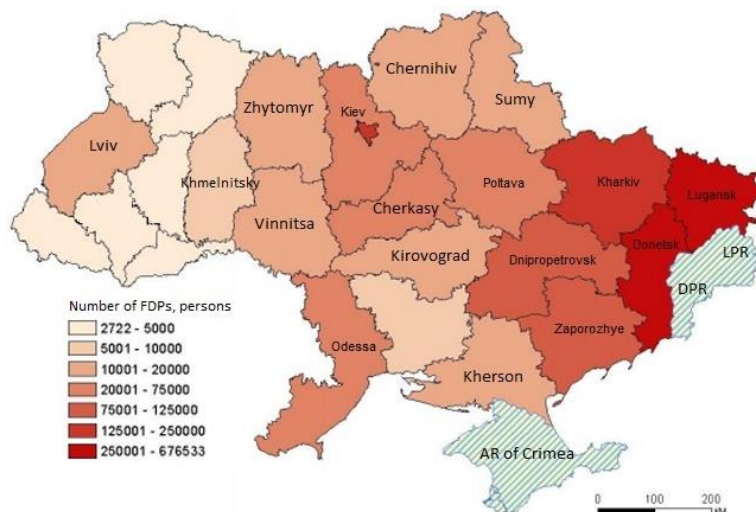 Chernihiv
Sumy
Zhytomyr
Kiev
Lviv
Khmelnitsky
Poltava
Kharkiv
Lugansk
Vinnitsa
Cherkasy
Kirovograd
Dnipropetrovsk
Donetsk
LPR
DPR
Number of FDPs, persons
2722 - 5000
5001 - 10000
10001 - 20000
20001 - 75000
75001 - 125000
125001 - 250000
250001 - 676533
Odessa
Zaporozhye
Kherson
AR of Crimea
0 100 200